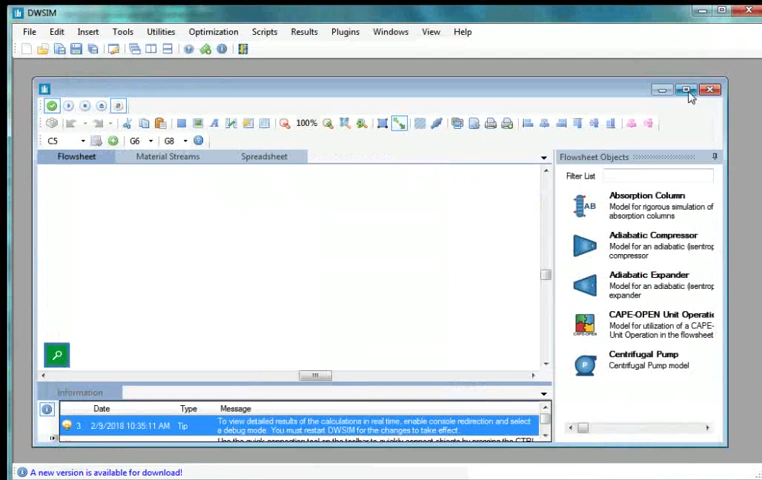 DWSIM
File Edit Insert Tools Utilities Optimization Scripts Results Plugins Windows View Help
100%
C5 G6 G8
Flowsheet Material Streams Spreadsheet
Flowsheet Objects
Filter List
Absorption Column
Model for rigorous simulation of
absorption columns
Adiabatic Compressor
Model for an adiabatic (isentrop
compressor
Adiabatic Expander
Model for an adiabatic (isentrop
expander
CAPE-OPEN Unit Operatio
Model for utilization of a CAPE-
OPEN Unit Operation in the flowsheet
Centrifugal Pump
Centrifugal Pump model
Information
Date Type Message
3 2/9/2018 10:35:11 AM Tip To view detailed results of the calculations in real time, enable console redirection and select
a debug mode. You must restart DWSIM for the changes to take effect.
Use the quick connection tool on the toolbar to quickly connect objects by pressing the CTRL
A new version is available for download!